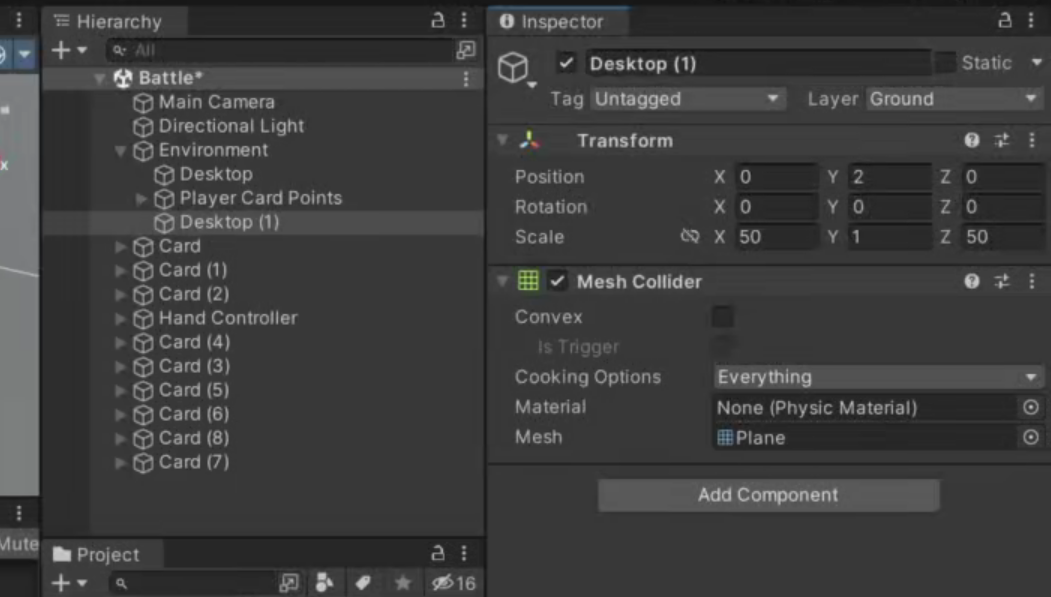 Hierarchy
All
Battle*
Main Camera
Directional Light
Environment
Desktop
Player Card Points
Desktop (1)
Card
Card (1)
Card (2)
Hand Controller
Card (4)
Card (3)
Card (5)
Card (6)
Card (8)
Card (7)
Mute
Project
16
Inspector
Desktop (1)
Static
Tag Untagged Layer Ground
Transform
Position X 0 Y 2 Z 0
Rotation X 0 Y 0 Z 0
Scale X 50 Y 1 Z 50
Mesh Collider
Convex
Is Trigger
Cooking Options Everything
Material None (Physic Material)
Mesh Plane
Add Component
x